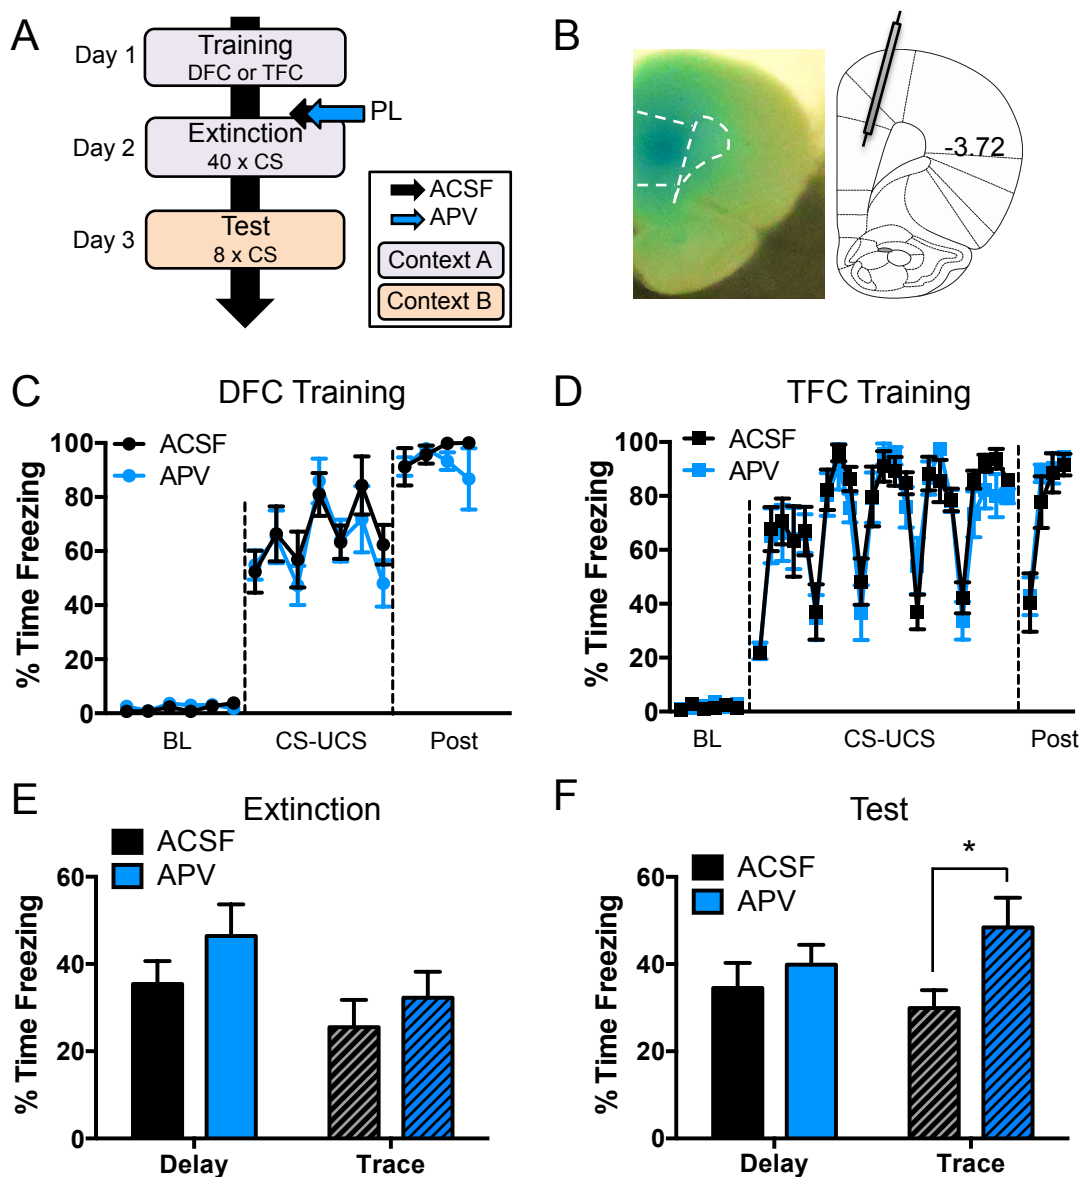 A
Day 1
Training
DFC or TFC
PL
Day 2
Extinction
40 x CS
Day 3
Test
8 x CS
ACSF
APV
Context A
Context B
B
-3.72
C
DFC Training
ACSF
APV
% Time Freezing
100
80
60
40
20
0
BL
CS-UCS
Post
D
TFC Training
ACSF
APV
% Time Freezing
100
80
60
40
20
0
BL
CS-UCS
Post
E
Extinction
ACSF
APV
% Time Freezing
60
40
20
0
Delay
Trace
F
Test
ACSF
APV
*
% Time Freezing
60
40
20
0
Delay
Trace